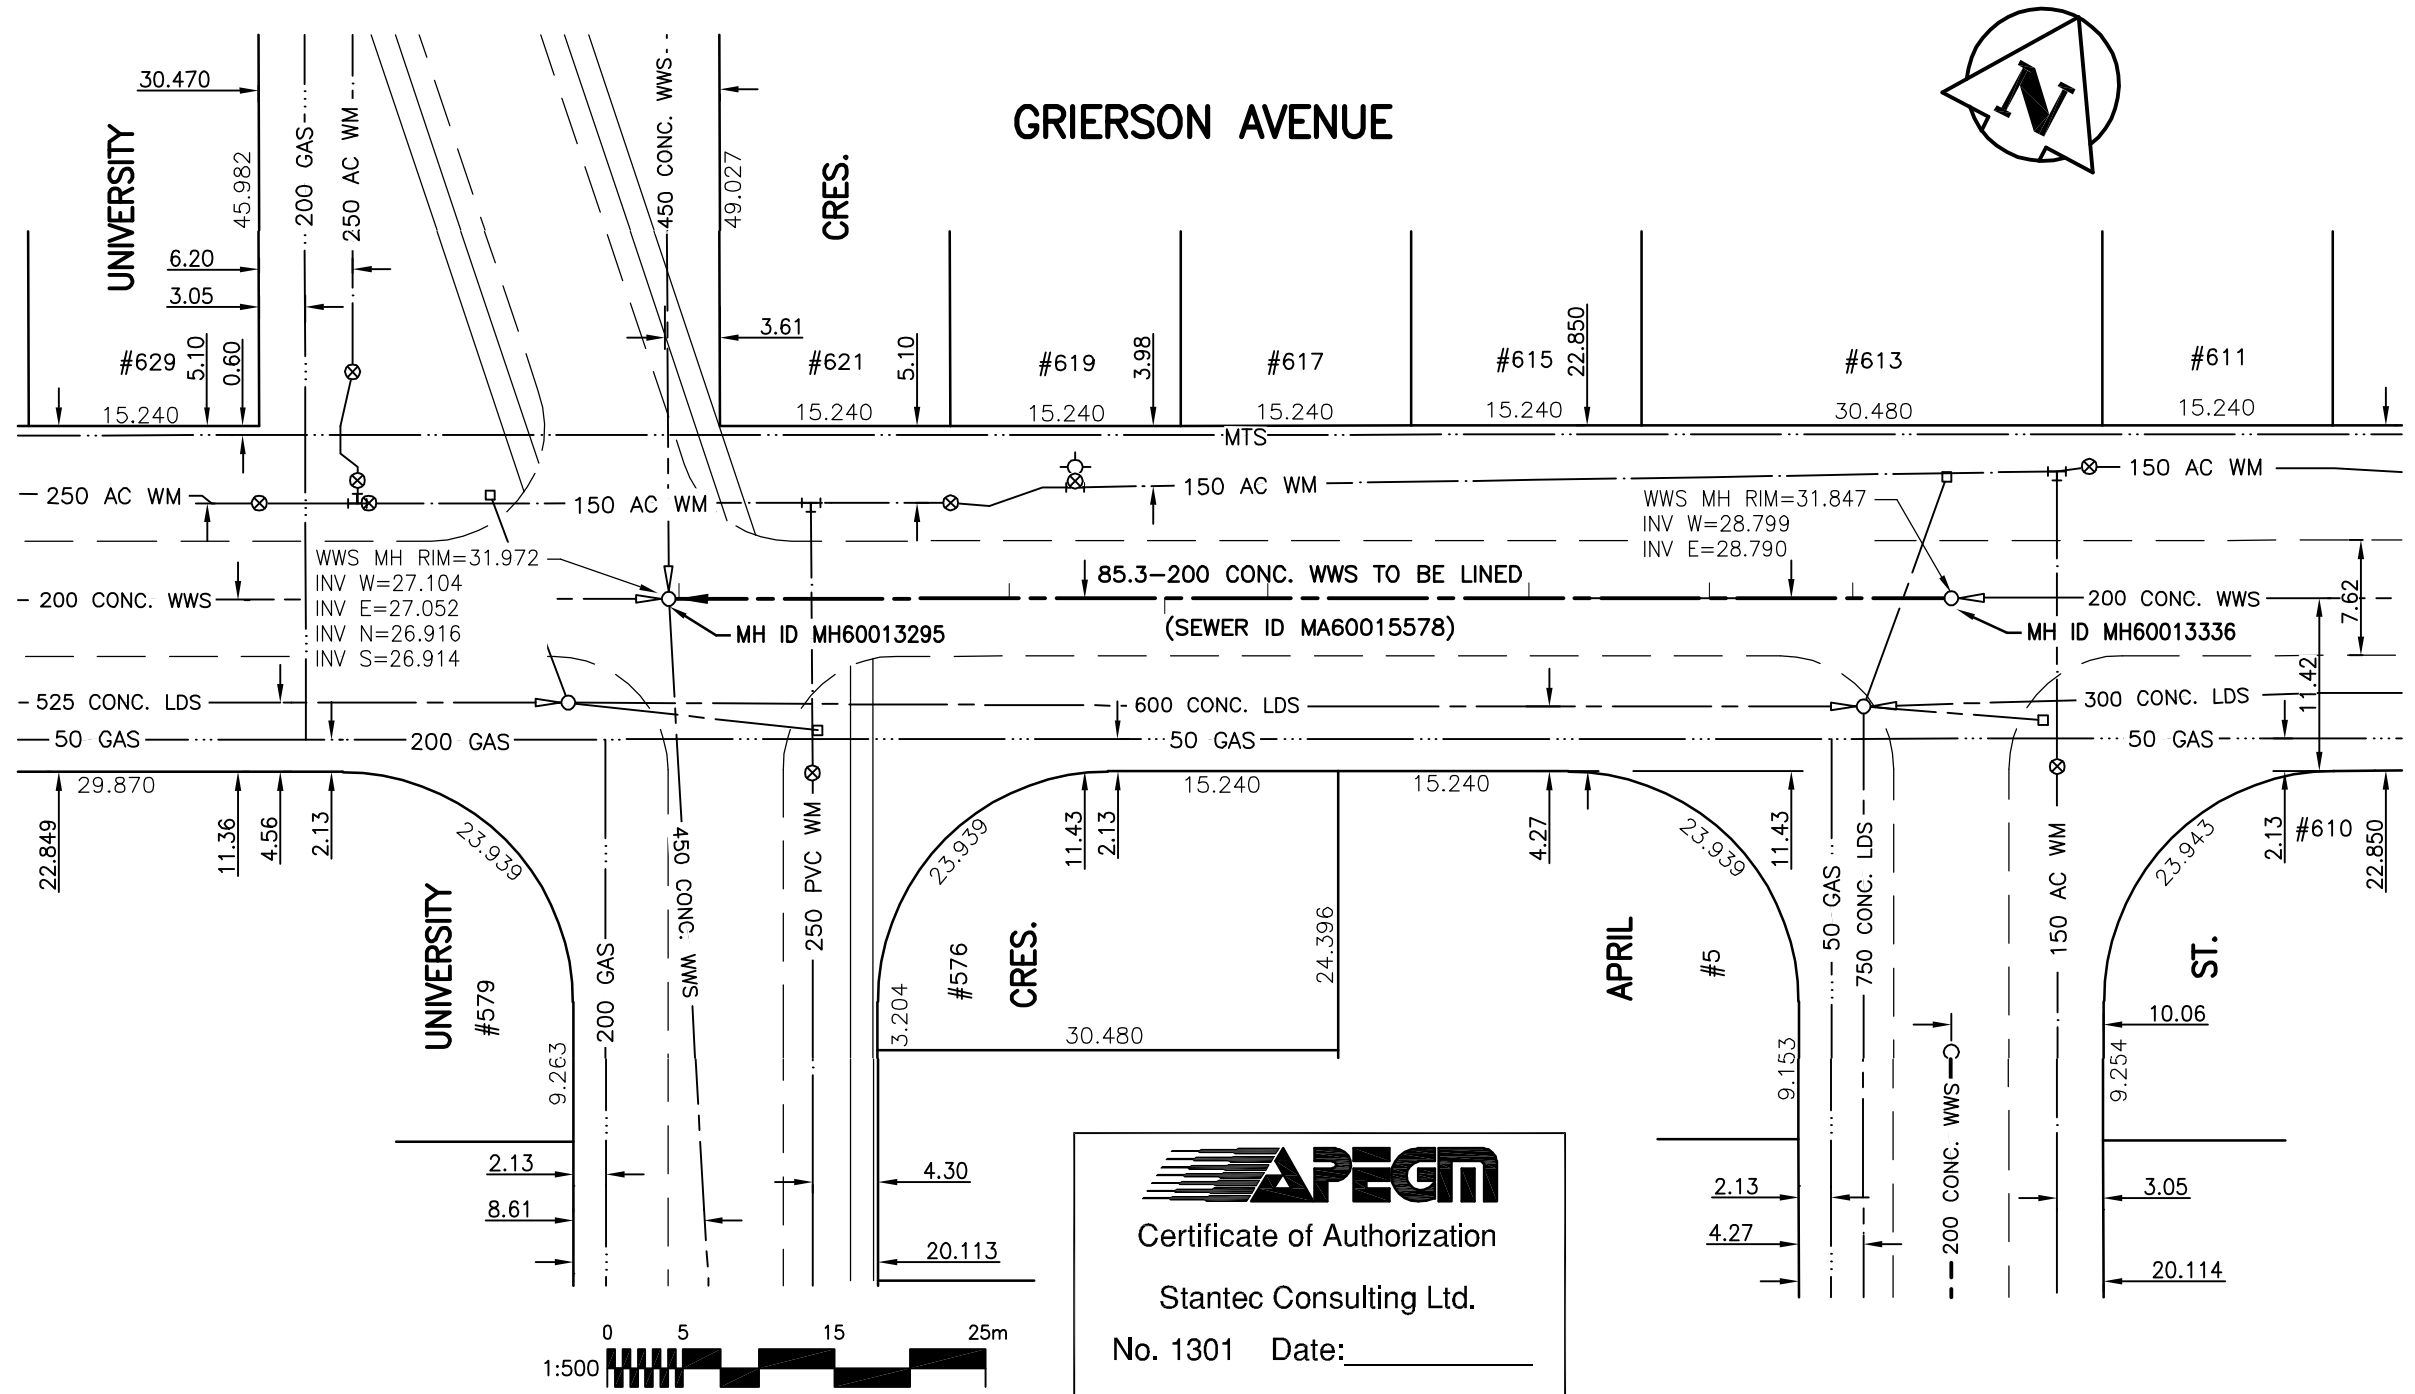 GRIERSON AVENUE
N
UNIVERSITY
CRES.
30.470
45.982
200 GAS
250 AC WM
450 CONC. WWS
49.027
6.20
3.05
3.61
#629
5.10
0.60
15.240
#621
15.240
5.10
#619
15.240
3.98
#617
15.240
#615
15.240
22.850
#613
30.480
#611
15.240
MTS
250 AC WM
150 AC WM
150 AC WM
150 AC WM
WWS MH RIM=31.972
INV W=27.104
INV E=27.052
INV N=26.916
INV S=26.914
WWS MH RIM=31.847
INV W=28.799
INV E=28.790
200 CONC. WWS
85.3-200 CONC. WWS TO BE LINED
(SEWER ID MA60015578)
MH ID MH60013295
200 CONC. WWS
MH ID MH60013336
7.62
11.42
525 CONC. LDS
600 CONC. LDS
300 CONC. LDS
50 GAS
200 GAS
50 GAS
50 GAS
29.870
22.849
11.36
4.56
2.13
23.939
450 CONC. WWS
250 PVC WM
23.939
11.43
2.13
15.240
15.240
4.27
23.939
11.43
50 GAS
750 CONC. LDS
150 AC WM
23.943
2.13
#610
22.850
UNIVERSITY
#579
200 GAS
9.263
3.204
#576
CRES.
30.480
24.396
APRIL
#5
ST.
9.153
9.254
10.06
200 CONC. WWS
2.13
8.61
4.30
20.113
2.13
4.27
3.05
20.114
APEGM
Certificate of Authorization
Stantec Consulting Ltd.
No. 1301 Date:
0 5 15 25m
1:500